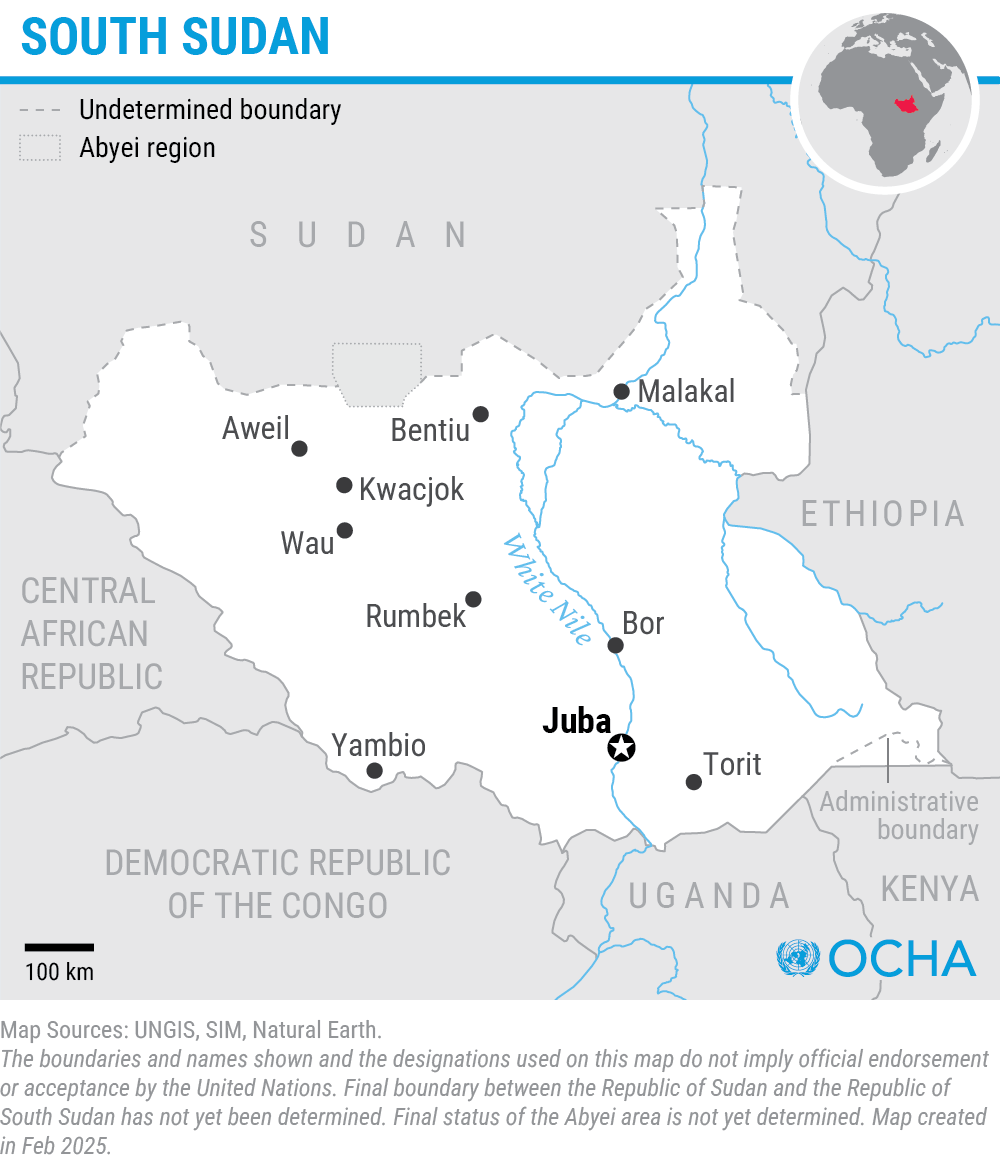 SOUTH SUDAN
Undetermined boundary
Abyei region
SUDAN
Malakal
Aweil
Bentiu
Kwacjok
ETHIOPIA
Wau
White Nile
CENTRAL
AFRICAN
REPUBLIC
Rumbek
Bor
Juba
Yambio
Torit
Administrative
boundary
DEMOCRATIC REPUBLIC
OF THE CONGO
UGANDA
KENYA
100 km
OCHA
Map Sources: UNGIS, SIM, Natural Earth.
The boundaries and names shown and the designations used on this map do not imply official endorsement
or acceptance by the United Nations. Final boundary between the Republic of Sudan and the Republic of
South Sudan has not yet been determined. Final status of the Abyei area is not yet determined. Map created
in Feb 2025.